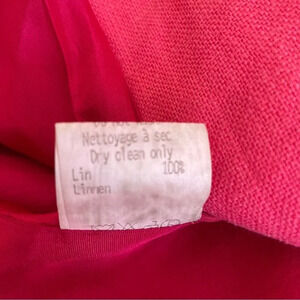 Nettoyage à sec
Dry clean only
Lin 100%
Linnen